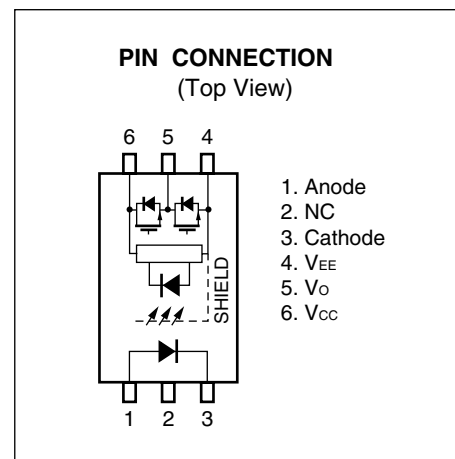 PIN CONNECTION
(Top View)
6 5 4
1. Anode
2. NC
3. Cathode
4. VEE
5. VO
6. VCC
SHIELD
1 2 3